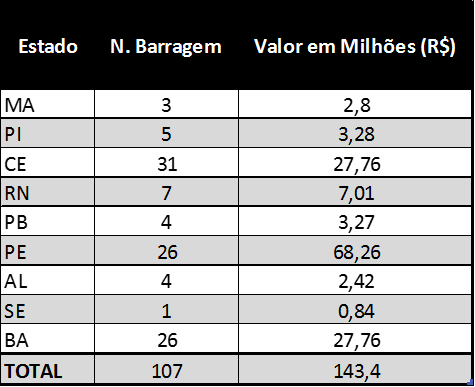 Estado N. Barragem Valor em Milhões (R$)
MA 3 2,8
PI 5 3,28
CE 31 27,76
RN 7 7,01
PB 4 3,27
PE 26 68,26
AL 4 2,42
SE 1 0,84
BA 26 27,76
TOTAL 107 143,4